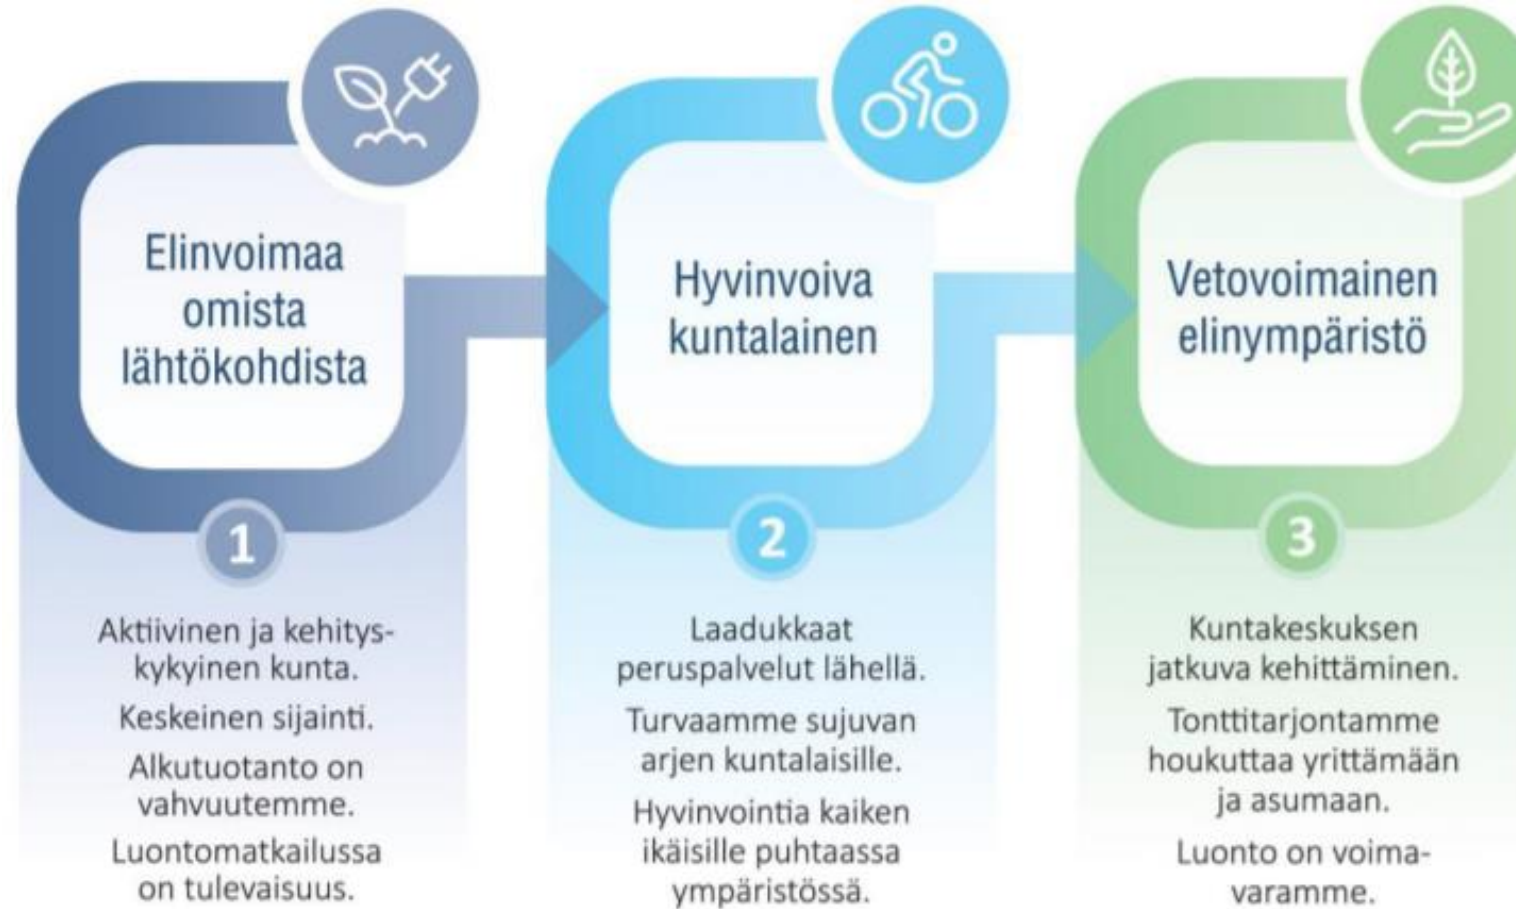 Elinvoimaa
omista
lähtökohdista
1
Aktiivinen ja kehitys-
kykyinen kunta.
Keskeinen sijainti.
Alkutuotanto on
vahvuutemme.
Luontomatkailussa
on tulevaisuus.
Hyvinvoiva
kuntalainen
2
Laadukkaat
peruspalvelut lähellä.
Turvaamme sujuvan
arjen kuntalaisille.
Hyvinvointia kaiken
ikäisille puhtaassa
ympäristössä.
Vetovoimainen
elinympäristö
3
Kuntakeskuksen
jatkuva kehittäminen.
Tonttitarjontamme
houkuttaa yrittämään
ja asumaan.
Luonto on voima-
varamme.